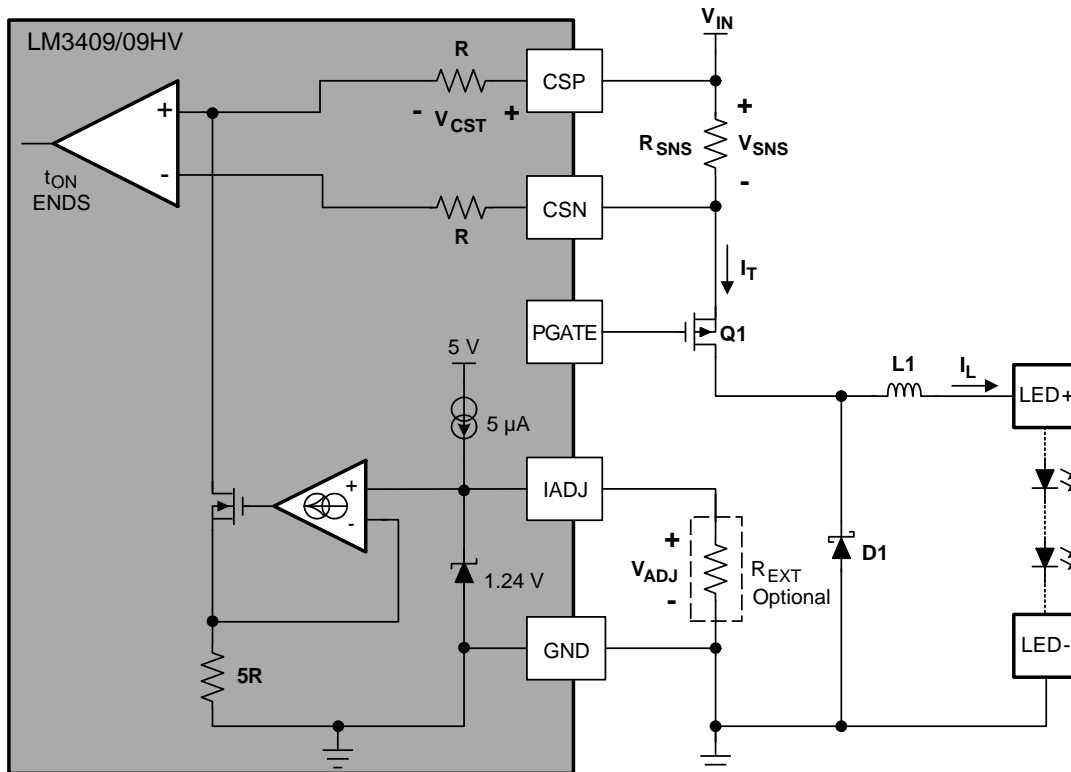 LM3409/09HV
V_IN
R
CSP
+
- V_CST +
R_SNS
+
V_SNS
-
-
t_ON
ENDS
CSN
R
I_T
PGATE
Q1
5 V
L1
I_L
LED+
5 µA
IADJ
+
-
+
V_ADJ
-
R_EXT
Optional
D1
1.24 V
GND
LED-
5R